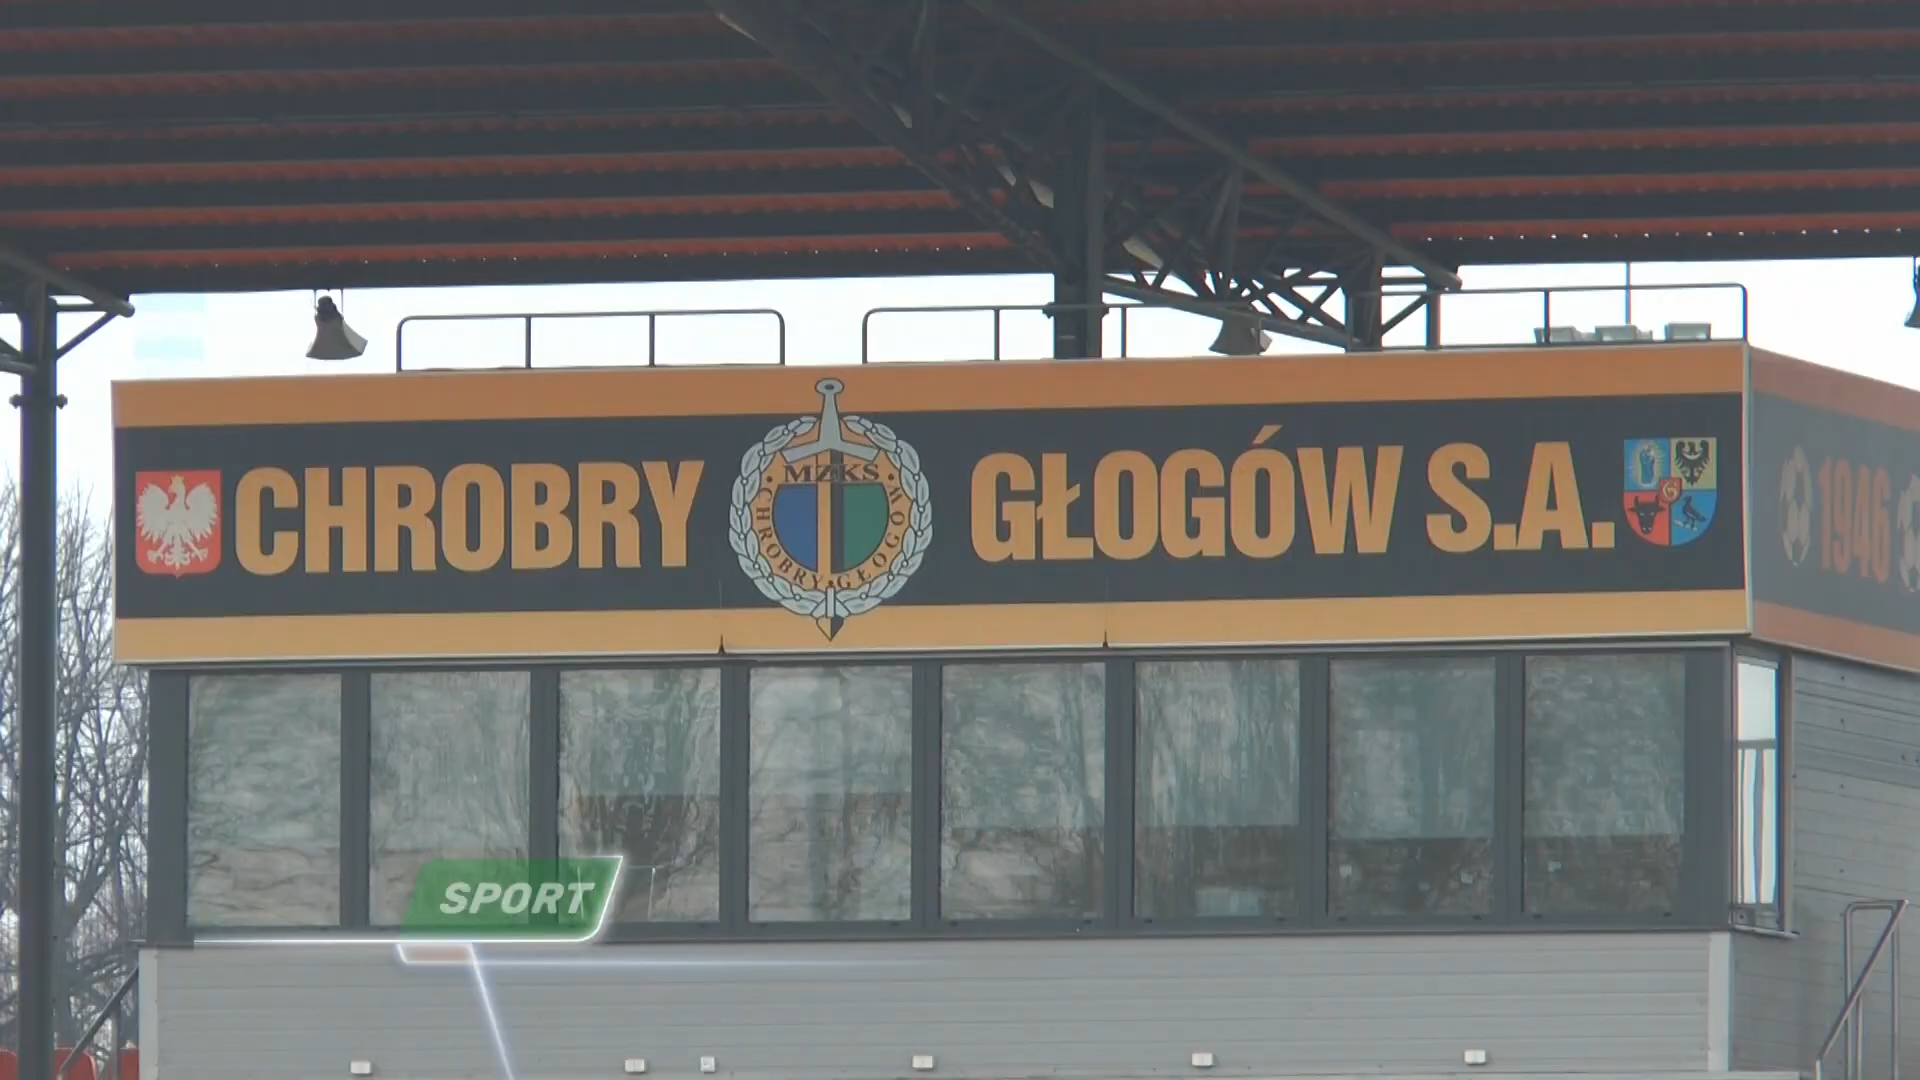 CHROBRY GŁOGÓW S.A.
MZKS
CHROBRY • GŁOGÓW
1946
SPORT